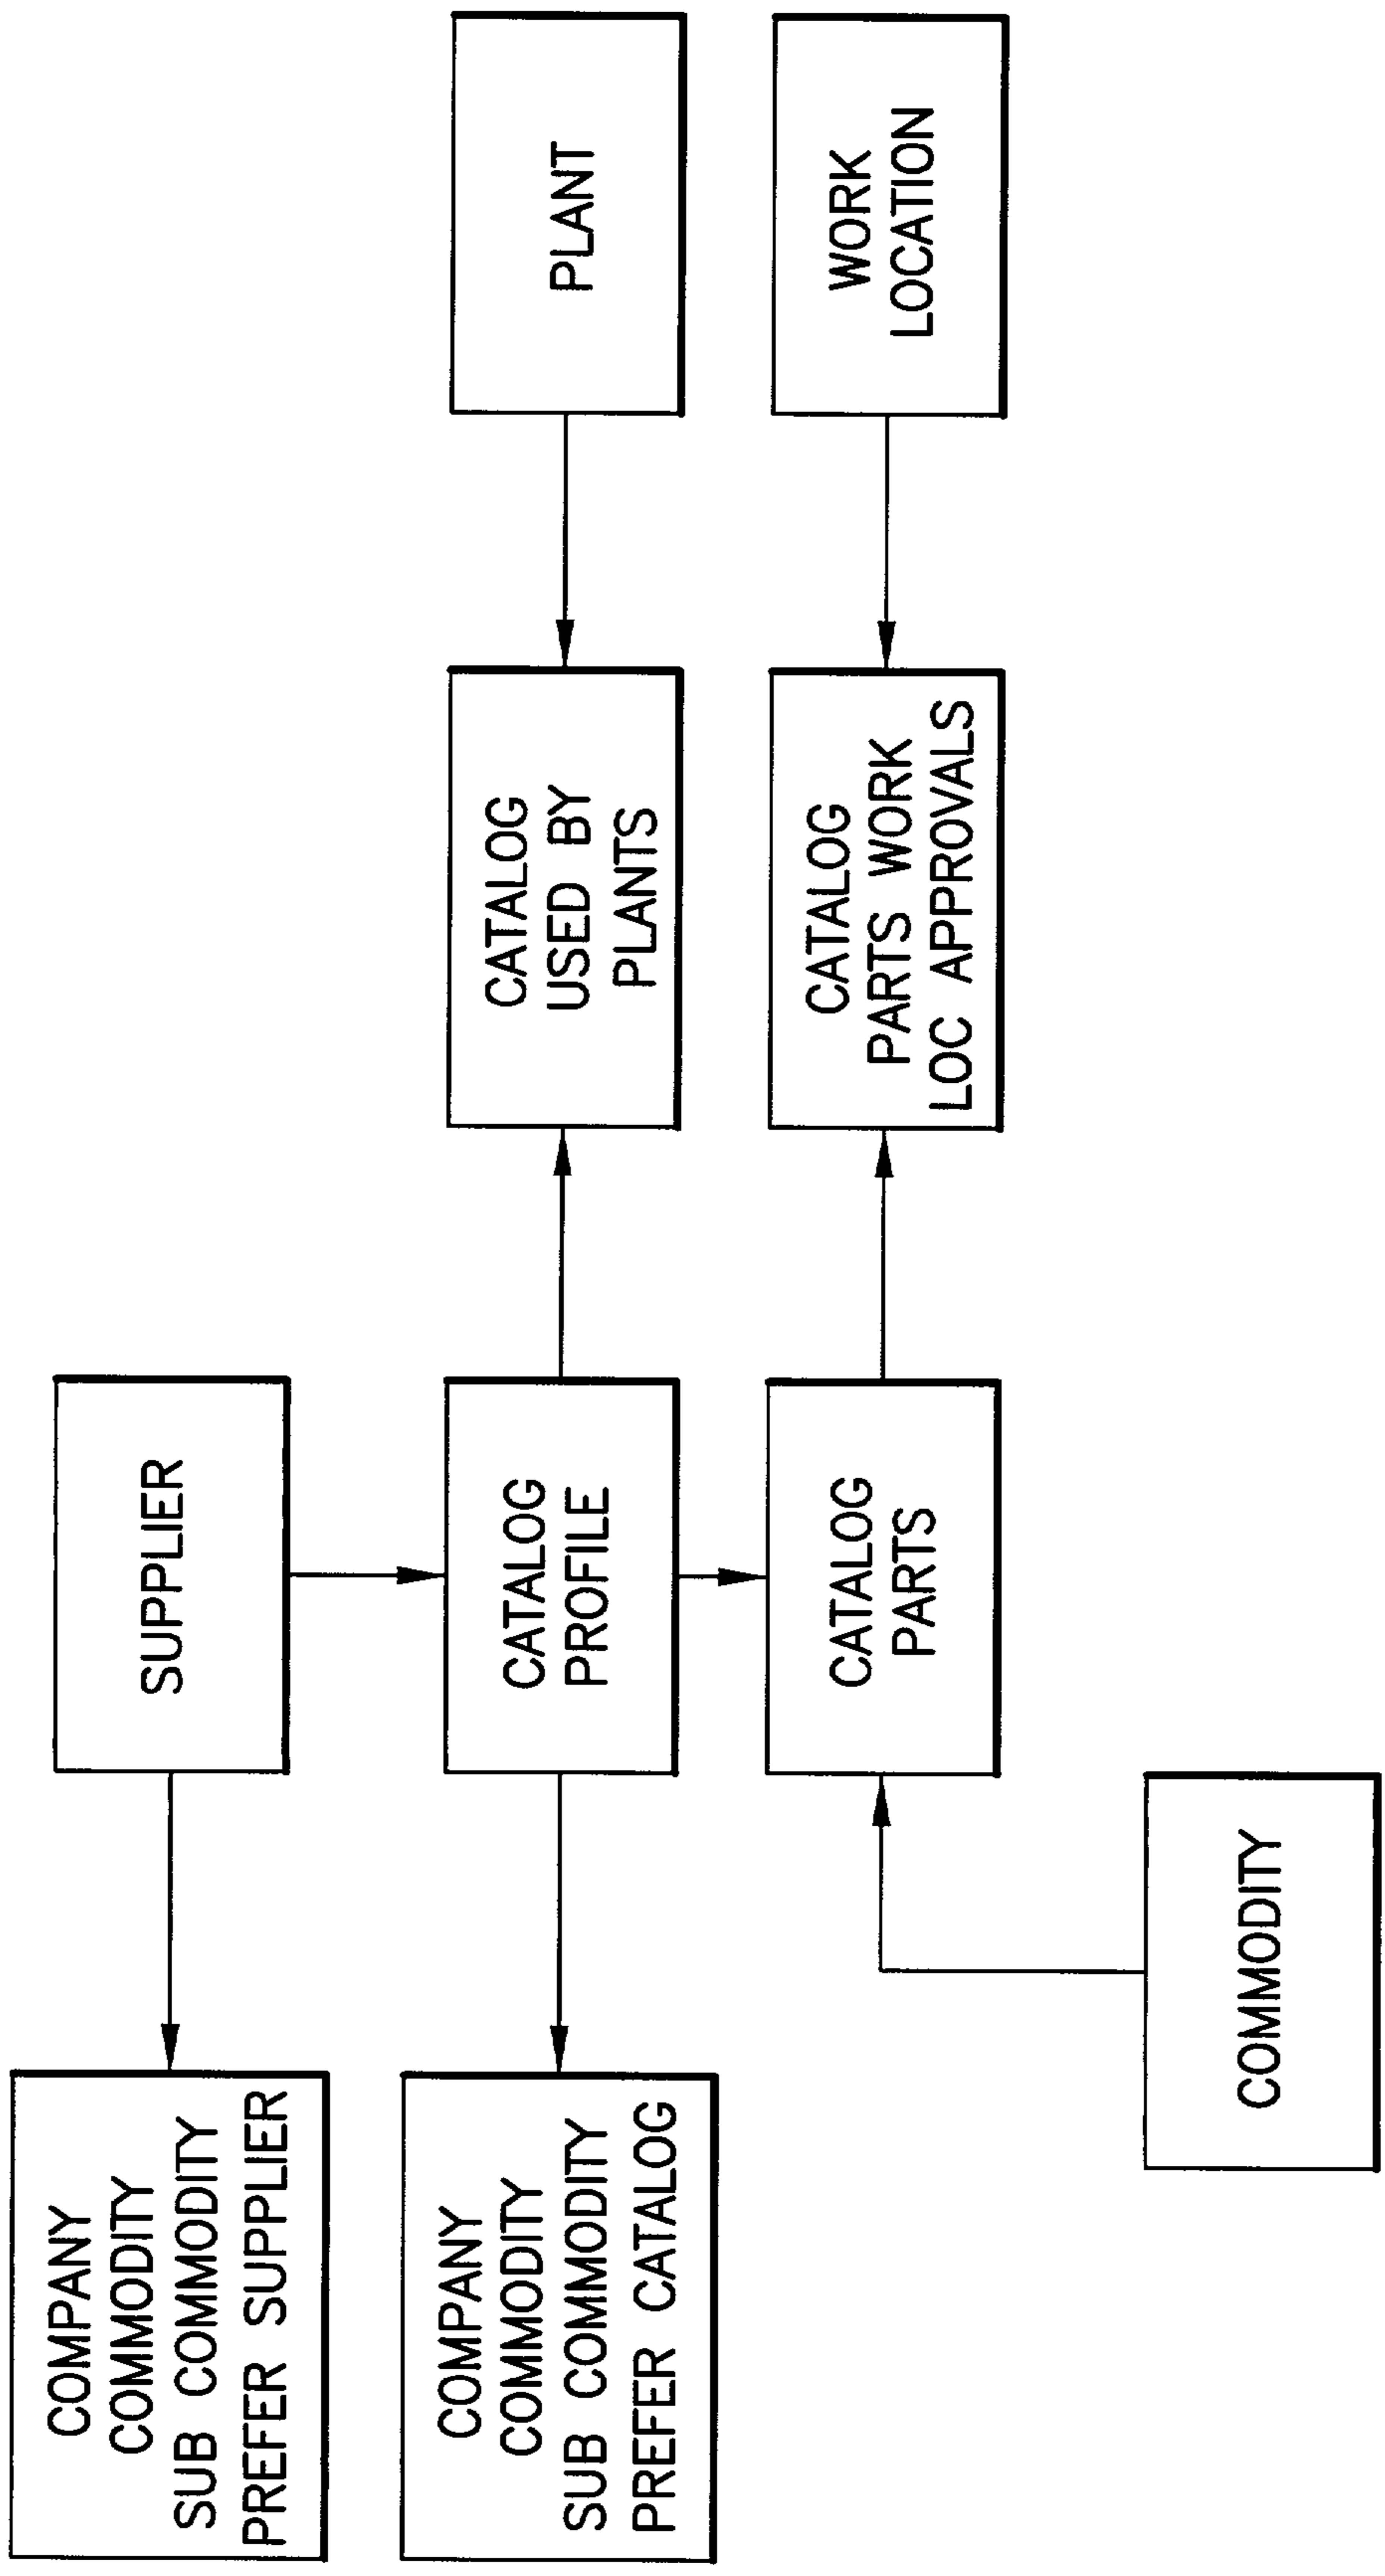 COMPANY
COMMODITY
SUB COMMODITY
PREFER SUPPLIER
SUPPLIER
COMPANY
COMMODITY
SUB COMMODITY
PREFER CATALOG
CATALOG
PROFILE
CATALOG
USED BY
PLANTS
PLANT
CATALOG
PARTS
CATALOG
PARTS WORK
LOC APPROVALS
WORK
LOCATION
COMMODITY